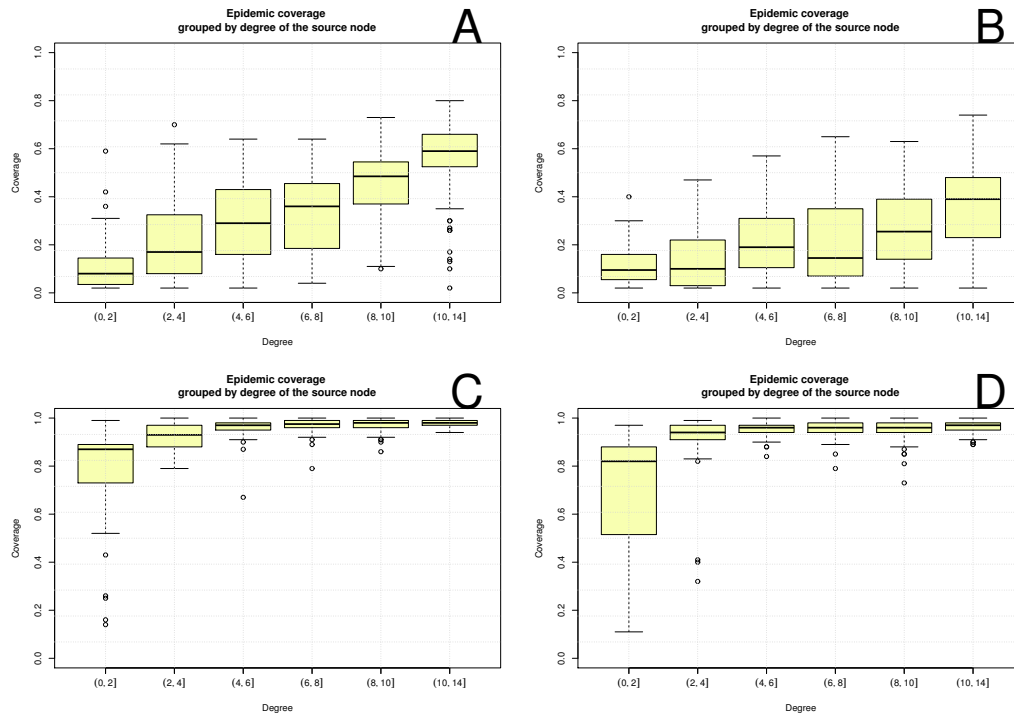 Epidemic coverage
grouped by degree of the source node
A
Coverage
1.0
0.8
0.6
0.4
0.2
0.0
(0, 2]
(2, 4]
(4, 6]
(6, 8]
(8, 10]
(10, 14]
Degree
Epidemic coverage
grouped by degree of the source node
B
Coverage
1.0
0.8
0.6
0.4
0.2
0.0
(0, 2]
(2, 4]
(4, 6]
(6, 8]
(8, 10]
(10, 14]
Degree
Epidemic coverage
grouped by degree of the source node
C
Coverage
1.0
0.8
0.6
0.4
0.2
0.0
(0, 2]
(2, 4]
(4, 6]
(6, 8]
(8, 10]
(10, 14]
Degree
Epidemic coverage
grouped by degree of the source node
D
Coverage
1.0
0.8
0.6
0.4
0.2
0.0
(0, 2]
(2, 4]
(4, 6]
(6, 8]
(8, 10]
(10, 14]
Degree